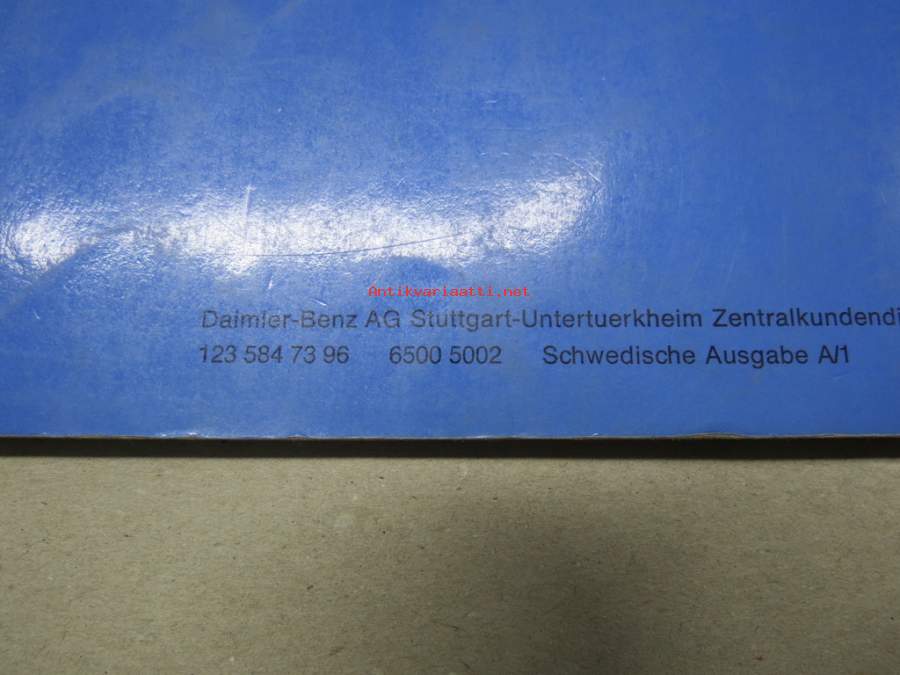 Antikvariaatti.net
Daimler-Benz AG Stuttgart-Untertuerkheim Zentralkundendi
123 584 73 96 6500 5002 Schwedische Ausgabe A/1